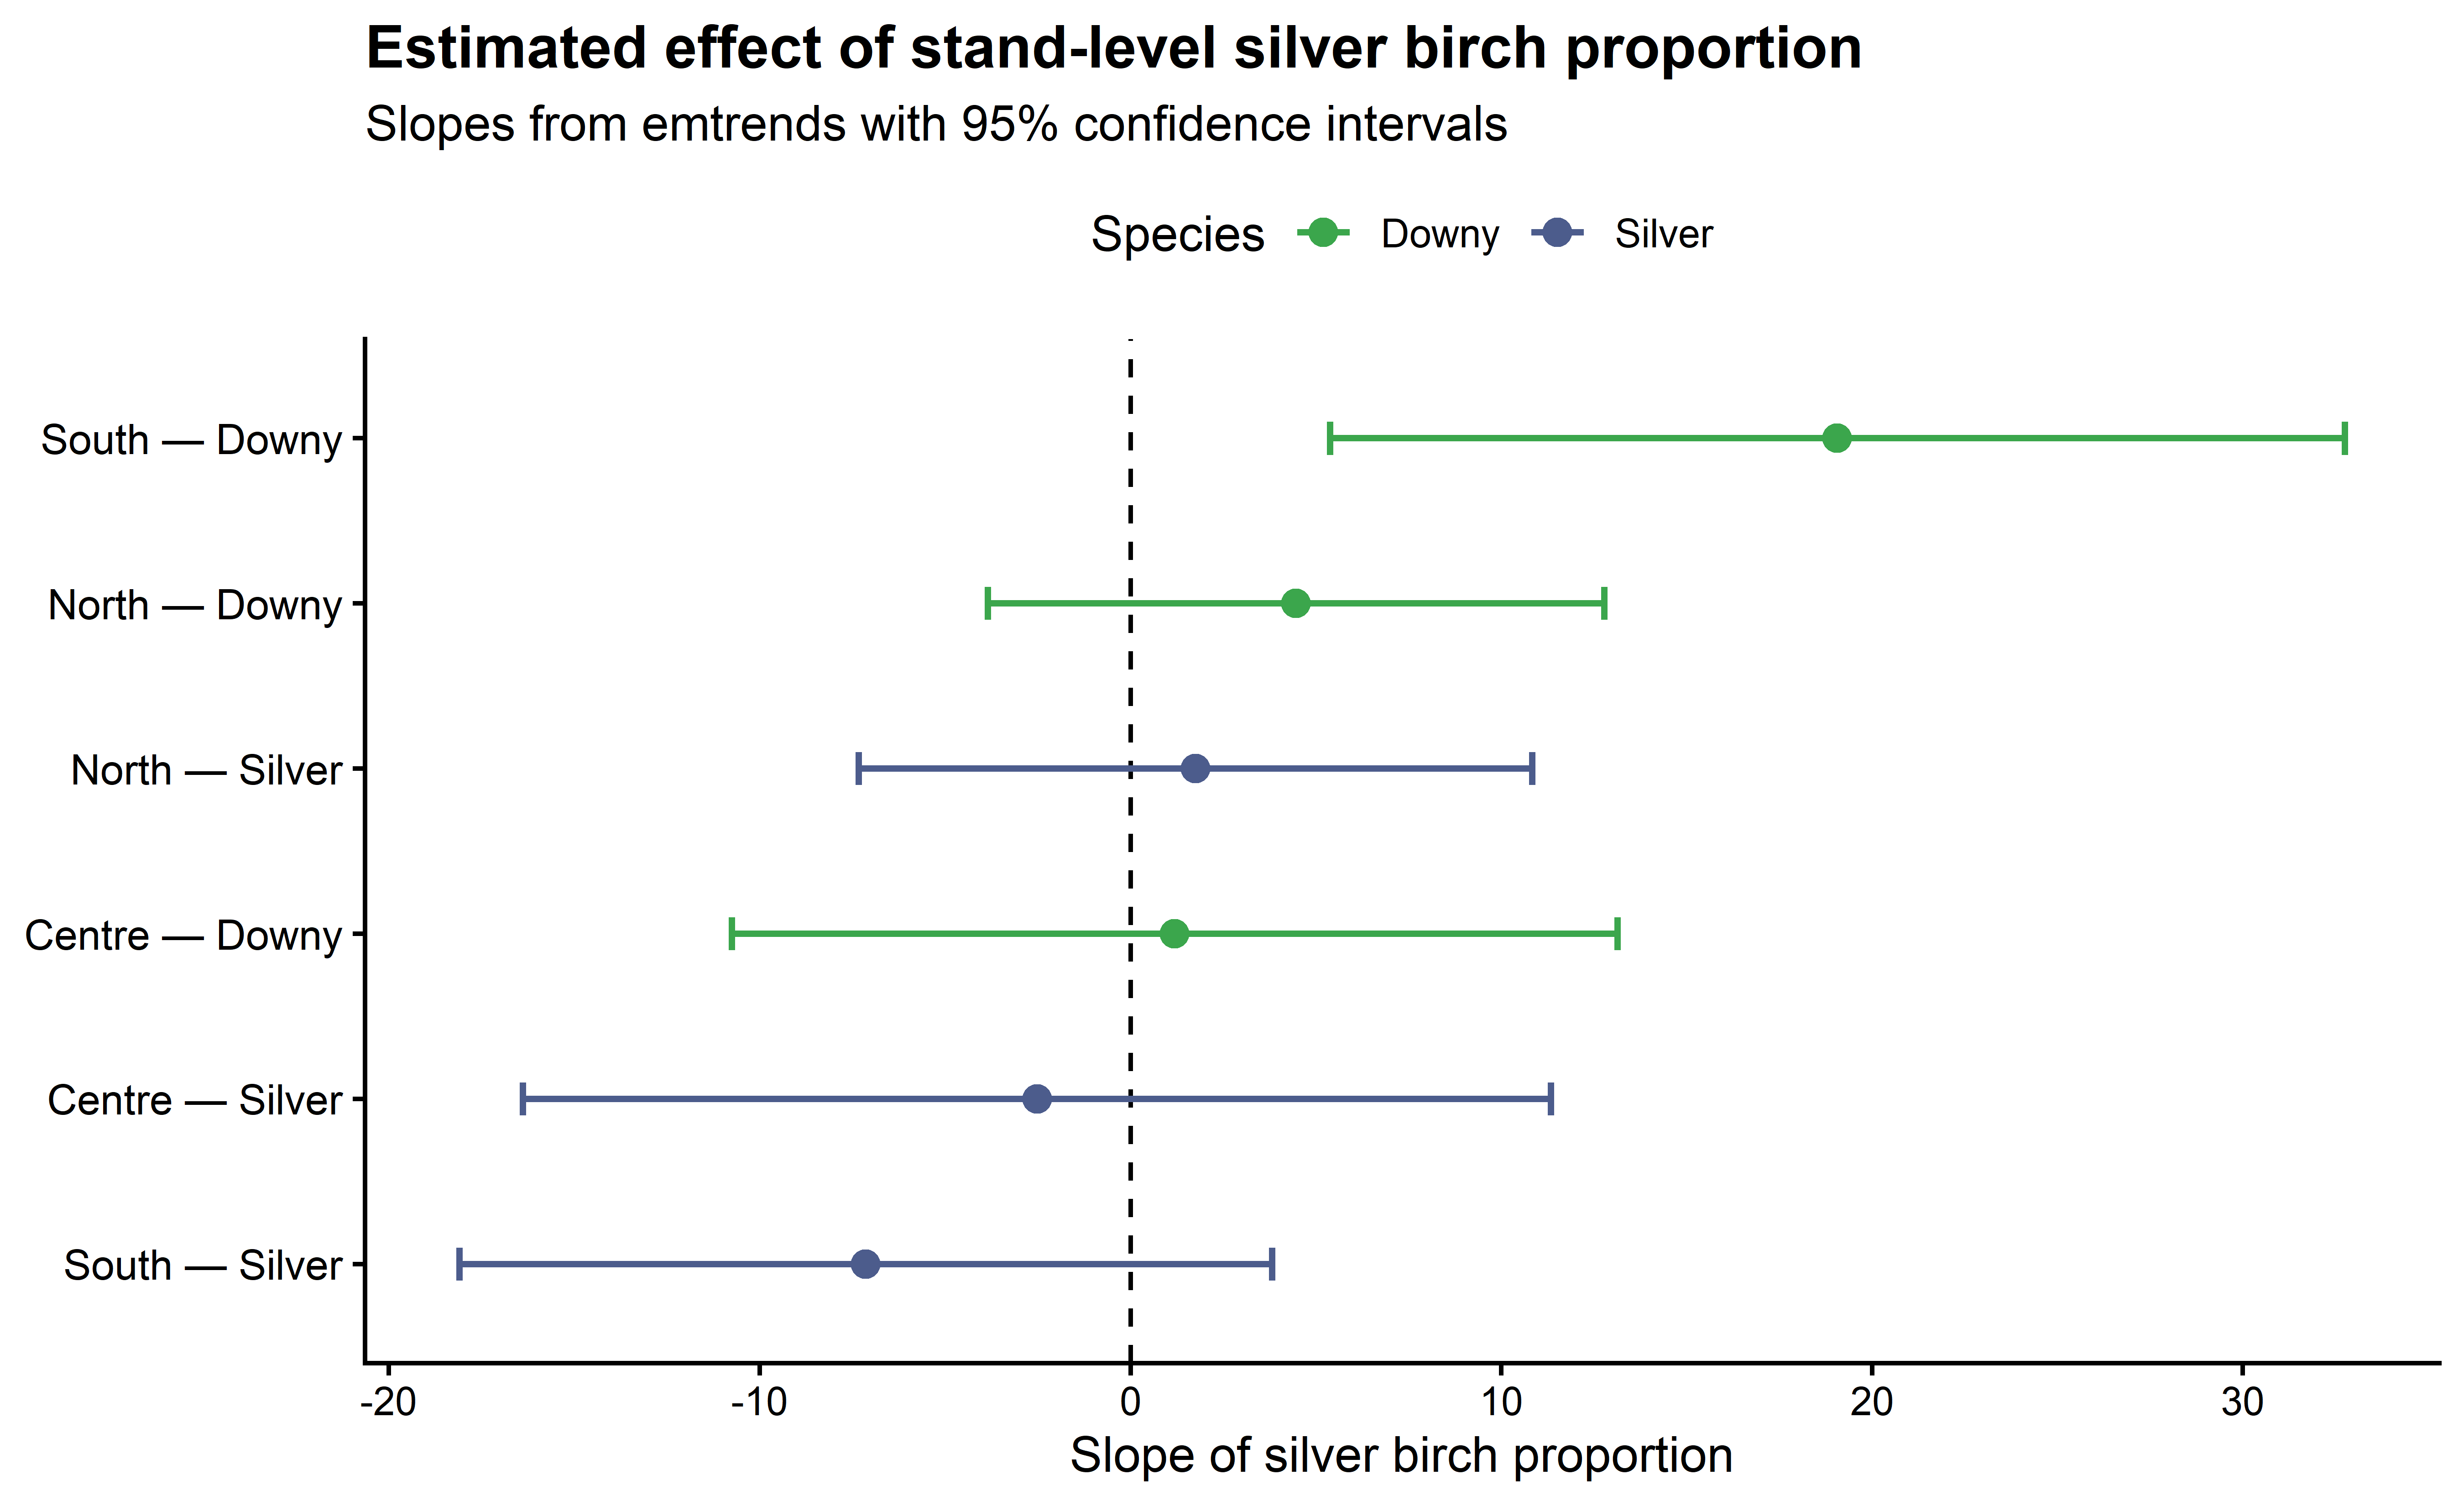 Estimated effect of stand-level silver birch proportion
Slopes from emtrends with 95% confidence intervals
Species Downy Silver
South — Downy
North — Downy
North — Silver
Centre — Downy
Centre — Silver
South — Silver
-20 -10 0 10 20 30
Slope of silver birch proportion